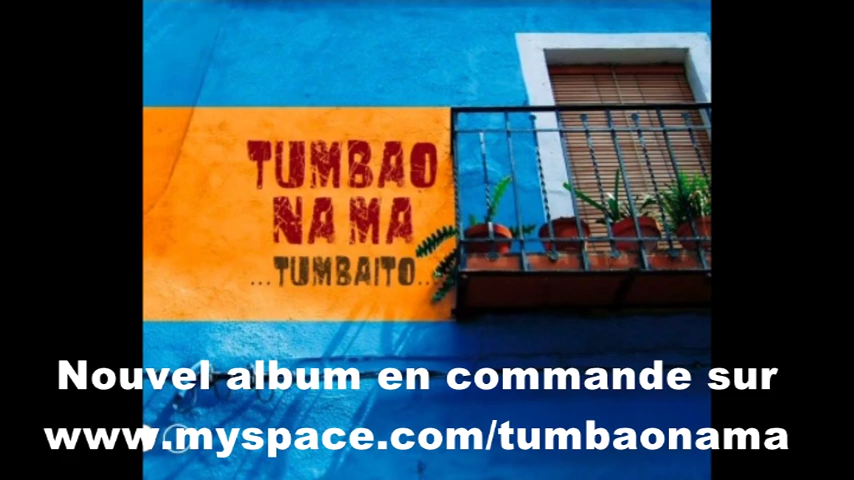 TUMBAO
NA MA
...TUMBAITO...
Nouvel album en commande sur
www.myspace.com/tumbaonama